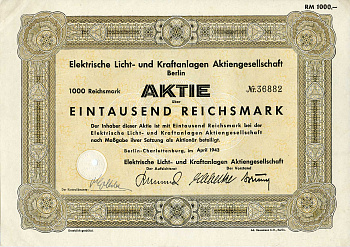 RM 1000,—
Elektrische Licht- und Kraftanlagen Aktiengesellschaft
Berlin
1000 Reichsmark AKTIE № 36882
über
EINTAUSEND REICHSMARK
Der Inhaber dieser Aktie ist mit Eintausend Reichsmark bei der
Elektrische Licht- und Kraftanlagen Aktiengesellschaft
nach Maßgabe ihrer Satzung als Aktionär beteiligt.
Berlin-Charlottenburg, im April 1942
Elektrische Licht- und Kraftanlagen Aktiengesellschaft
Der Aufsichtsrat Der Vorstand